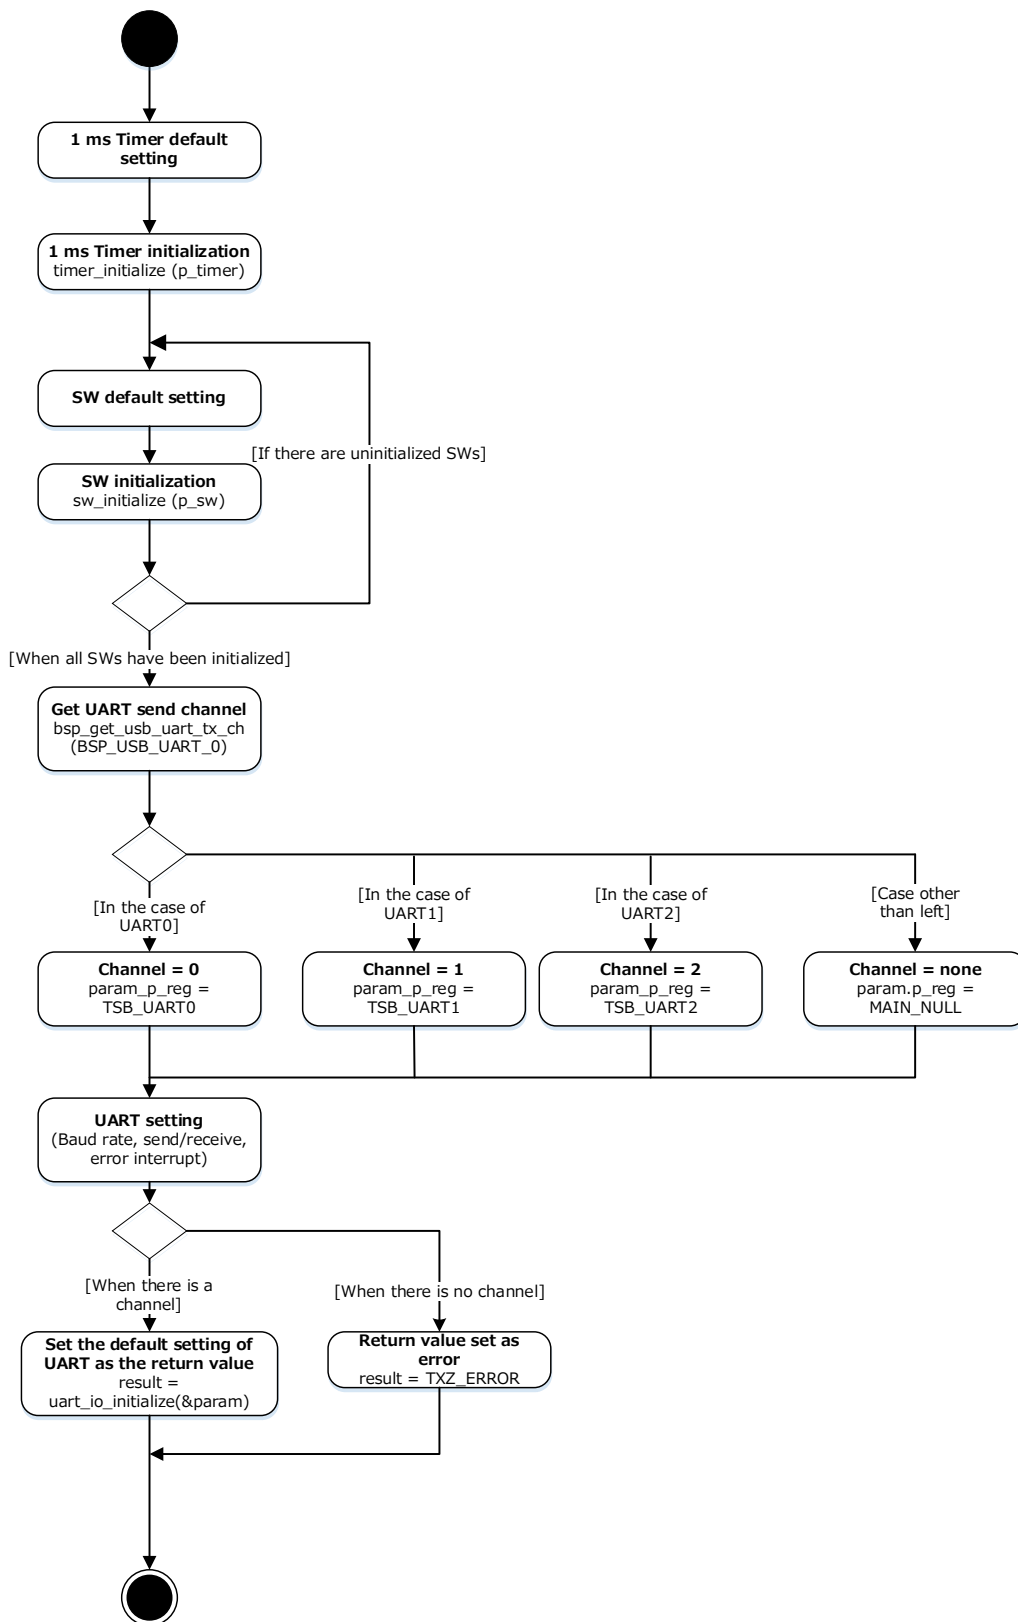 1 ms Timer default
setting
1 ms Timer initialization
timer_initialize (p_timer)
SW default setting
[If there are uninitialized SWs]
SW initialization
sw_initialize (p_sw)
[When all SWs have been initialized]
Get UART send channel
bsp_get_usb_uart_tx_ch
(BSP_USB_UART_0)
[In the case of
UART0]
[In the case of
UART1]
[In the case of
UART2]
[Case other
than left]
Channel = 0
param_p_reg =
TSB_UART0
Channel = 1
param_p_reg =
TSB_UART1
Channel = 2
param_p_reg =
TSB_UART2
Channel = none
param.p_reg =
MAIN_NULL
UART setting
(Baud rate, send/receive,
error interrupt)
[When there is a
channel]
[When there is no channel]
Set the default setting of
UART as the return value
result =
uart_io_initialize(&param)
Return value set as
error
result = TXZ_ERROR